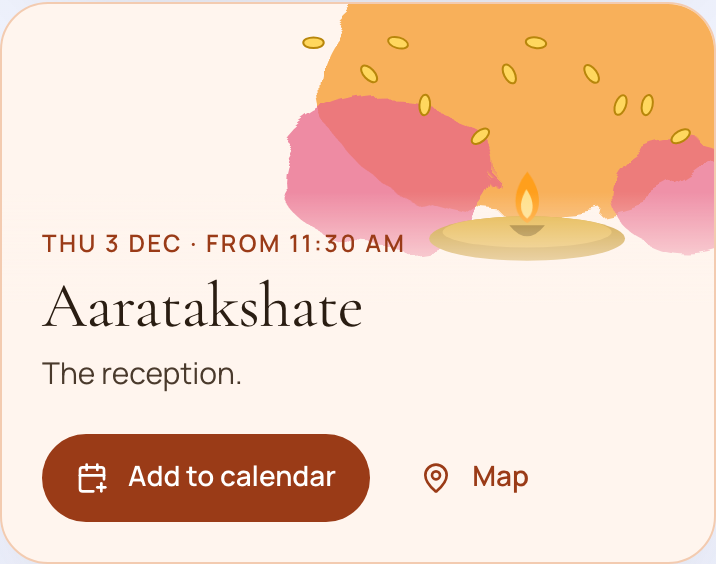 THU 3 DEC · FROM 11:30 AM
Aaratakshate
The reception.
Add to calendar
Map